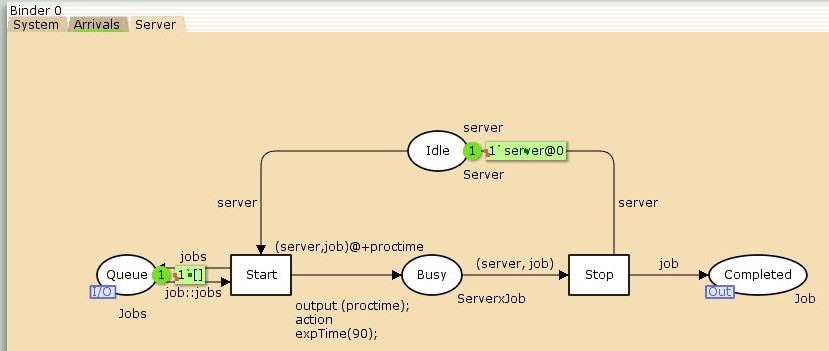 Binder 0
System Arrivals Server
server
Idle
1 1`server@0
Server
server
server
(server,job)@+proctime
jobs
Queue
1 1`[]
Start
(server, job)
Busy
Stop
job
Completed
I/O
job::jobs
Out
Jobs
ServerxJob
Job
output (proctime);
action
expTime(90);